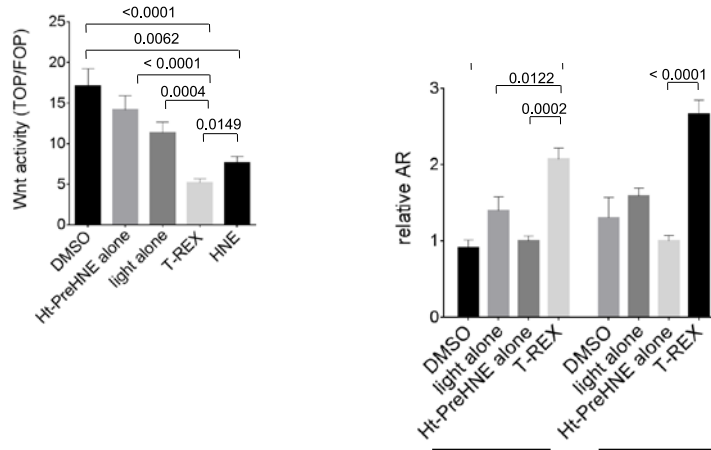 <0.0001
0.0062
< 0.0001
0.0004
0.0149
Wnt activity (TOP/FOP)
25
20
15
10
5
0
DMSO
Ht-PreHNE alone
light alone
T-REX
HNE
0.0122
0.0002
< 0.0001
relative AR
3
2
1
0
DMSO
light alone
Ht-PreHNE alone
T-REX
DMSO
light alone
Ht-PreHNE alone
T-REX